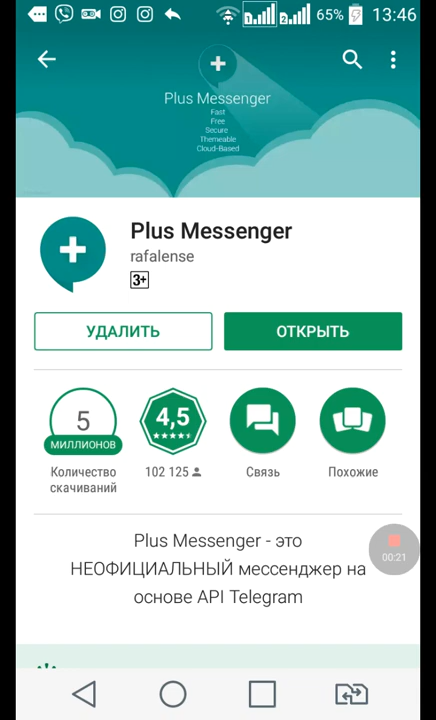 65% 13:46
Plus Messenger
Fast
Free
Secure
Themeable
Cloud-Based
Plus Messenger
rafalense
3+
УДАЛИТЬ
ОТКРЫТЬ
5
МИЛЛИОНОВ
Количество
скачиваний
4,5
102 125
Связь
Похожие
Plus Messenger - это
НЕОФИЦИАЛЬНЫЙ мессенджер на
основе API Telegram
00:21